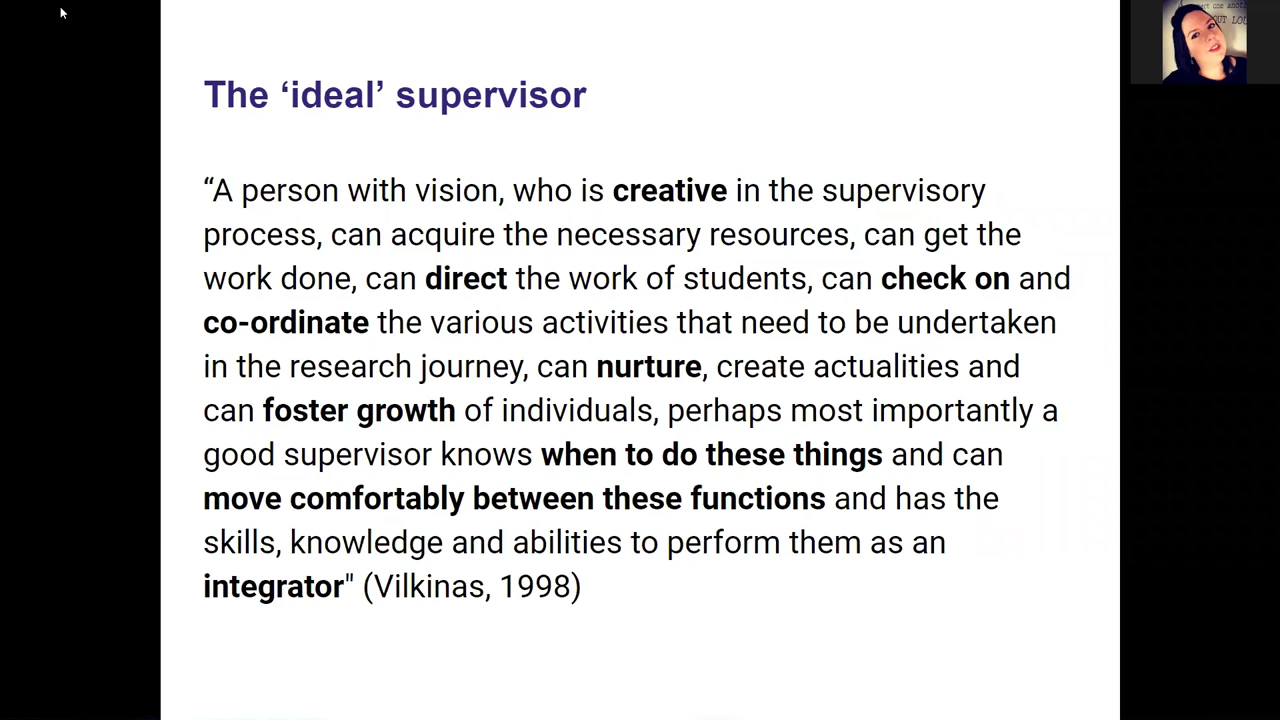 The ‘ideal’ supervisor
“A person with vision, who is creative in the supervisory
process, can acquire the necessary resources, can get the
work done, can direct the work of students, can check on and
co-ordinate the various activities that need to be undertaken
in the research journey, can nurture, create actualities and
can foster growth of individuals, perhaps most importantly a
good supervisor knows when to do these things and can
move comfortably between these functions and has the
skills, knowledge and abilities to perform them as an
integrator" (Vilkinas, 1998)